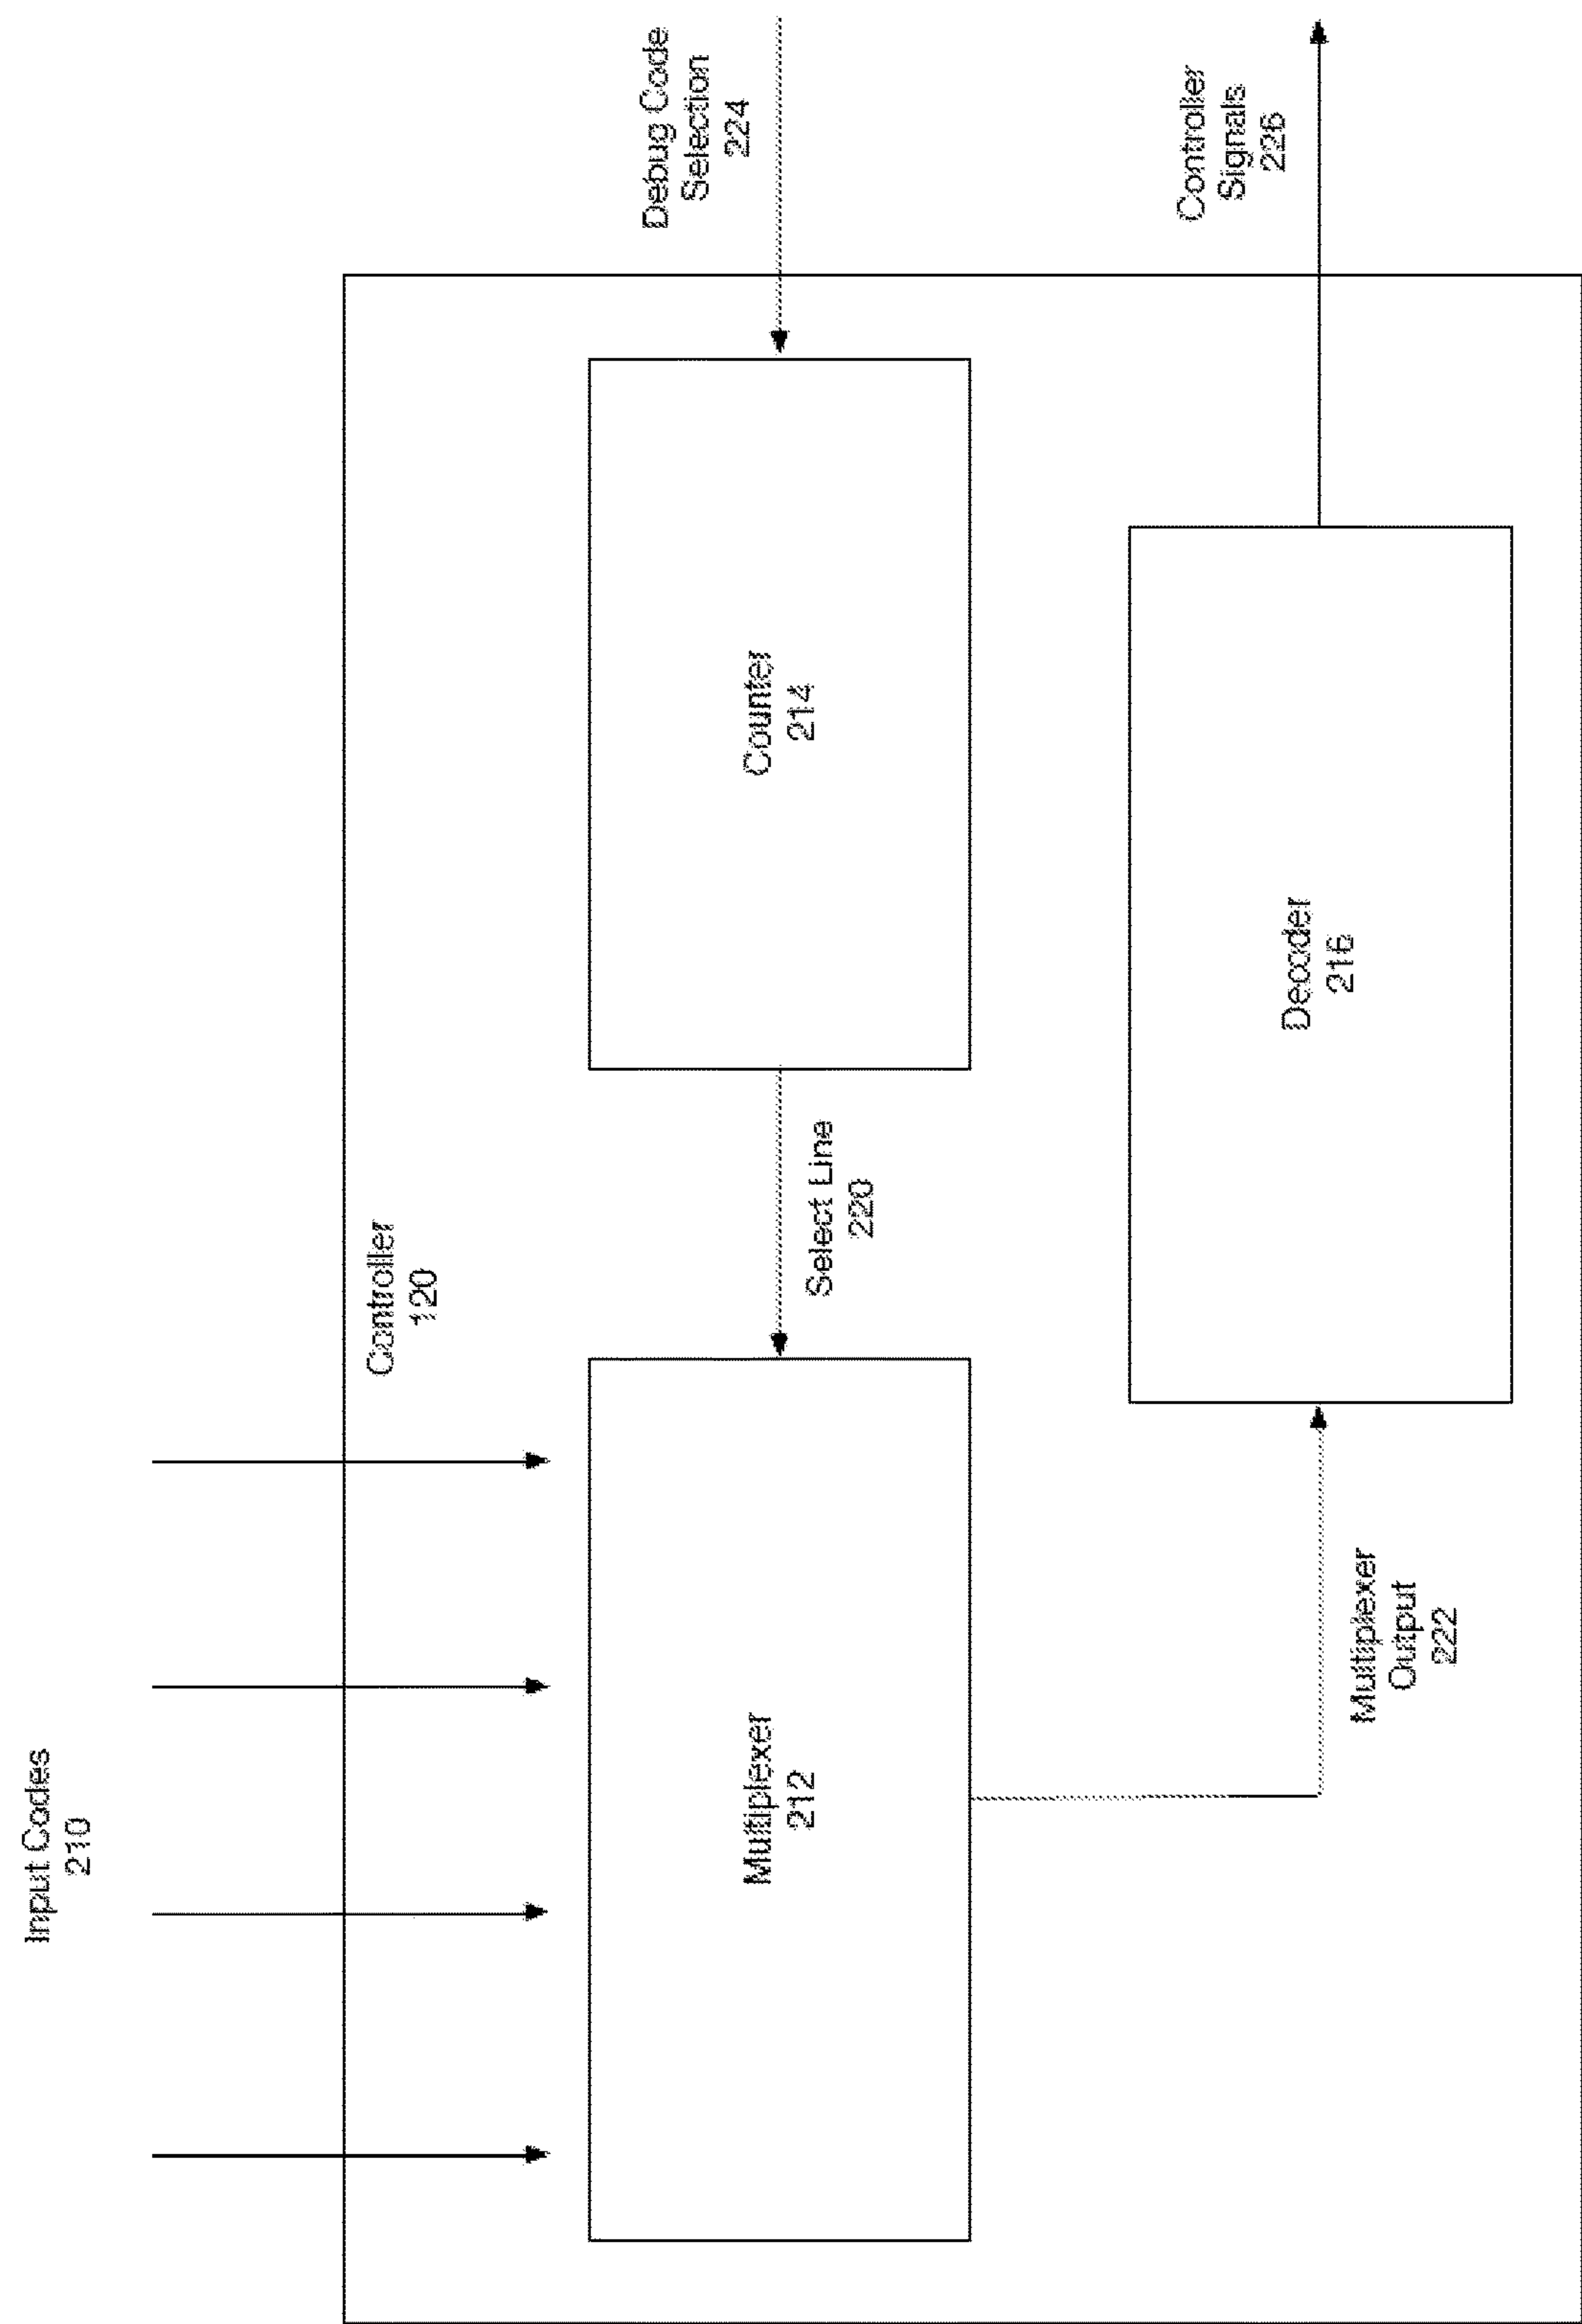 Input Codes
210
Controller
120
Multiplexer
212
Select Line
220
Counter
214
Debug Code
Selection
224
Multiplexer
Output
222
Decoder
216
Controller
Signals
226